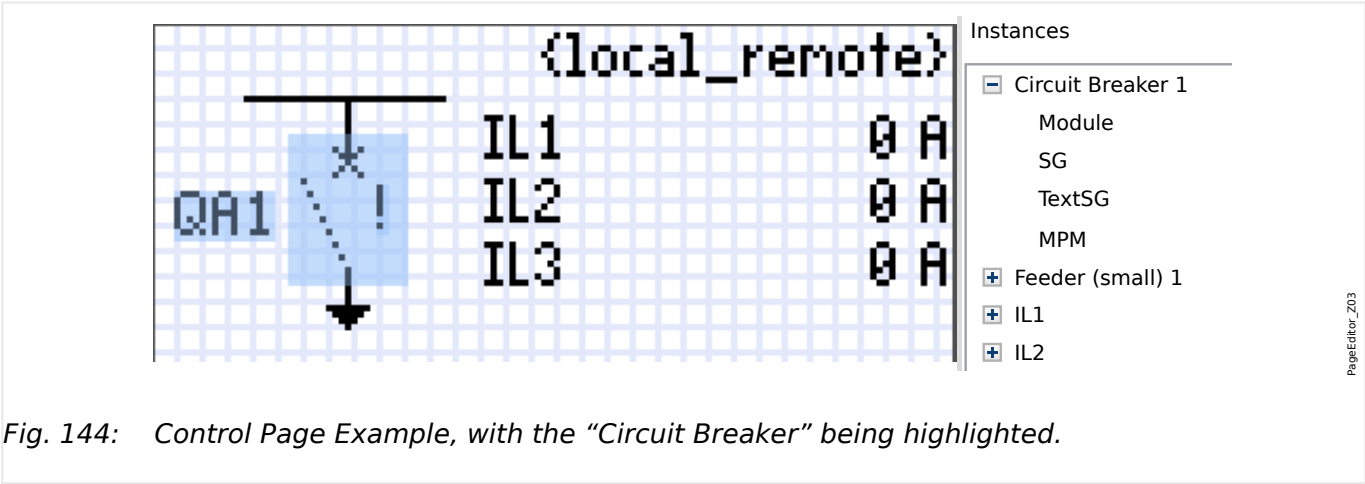 {local_remote}
QA1
!
IL1 0 A
IL2 0 A
IL3 0 A
Instances
Circuit Breaker 1
Module
SG
TextSG
MPM
Feeder (small) 1
IL1
IL2
PageEditor_Z03
Fig. 144: Control Page Example, with the “Circuit Breaker” being highlighted.